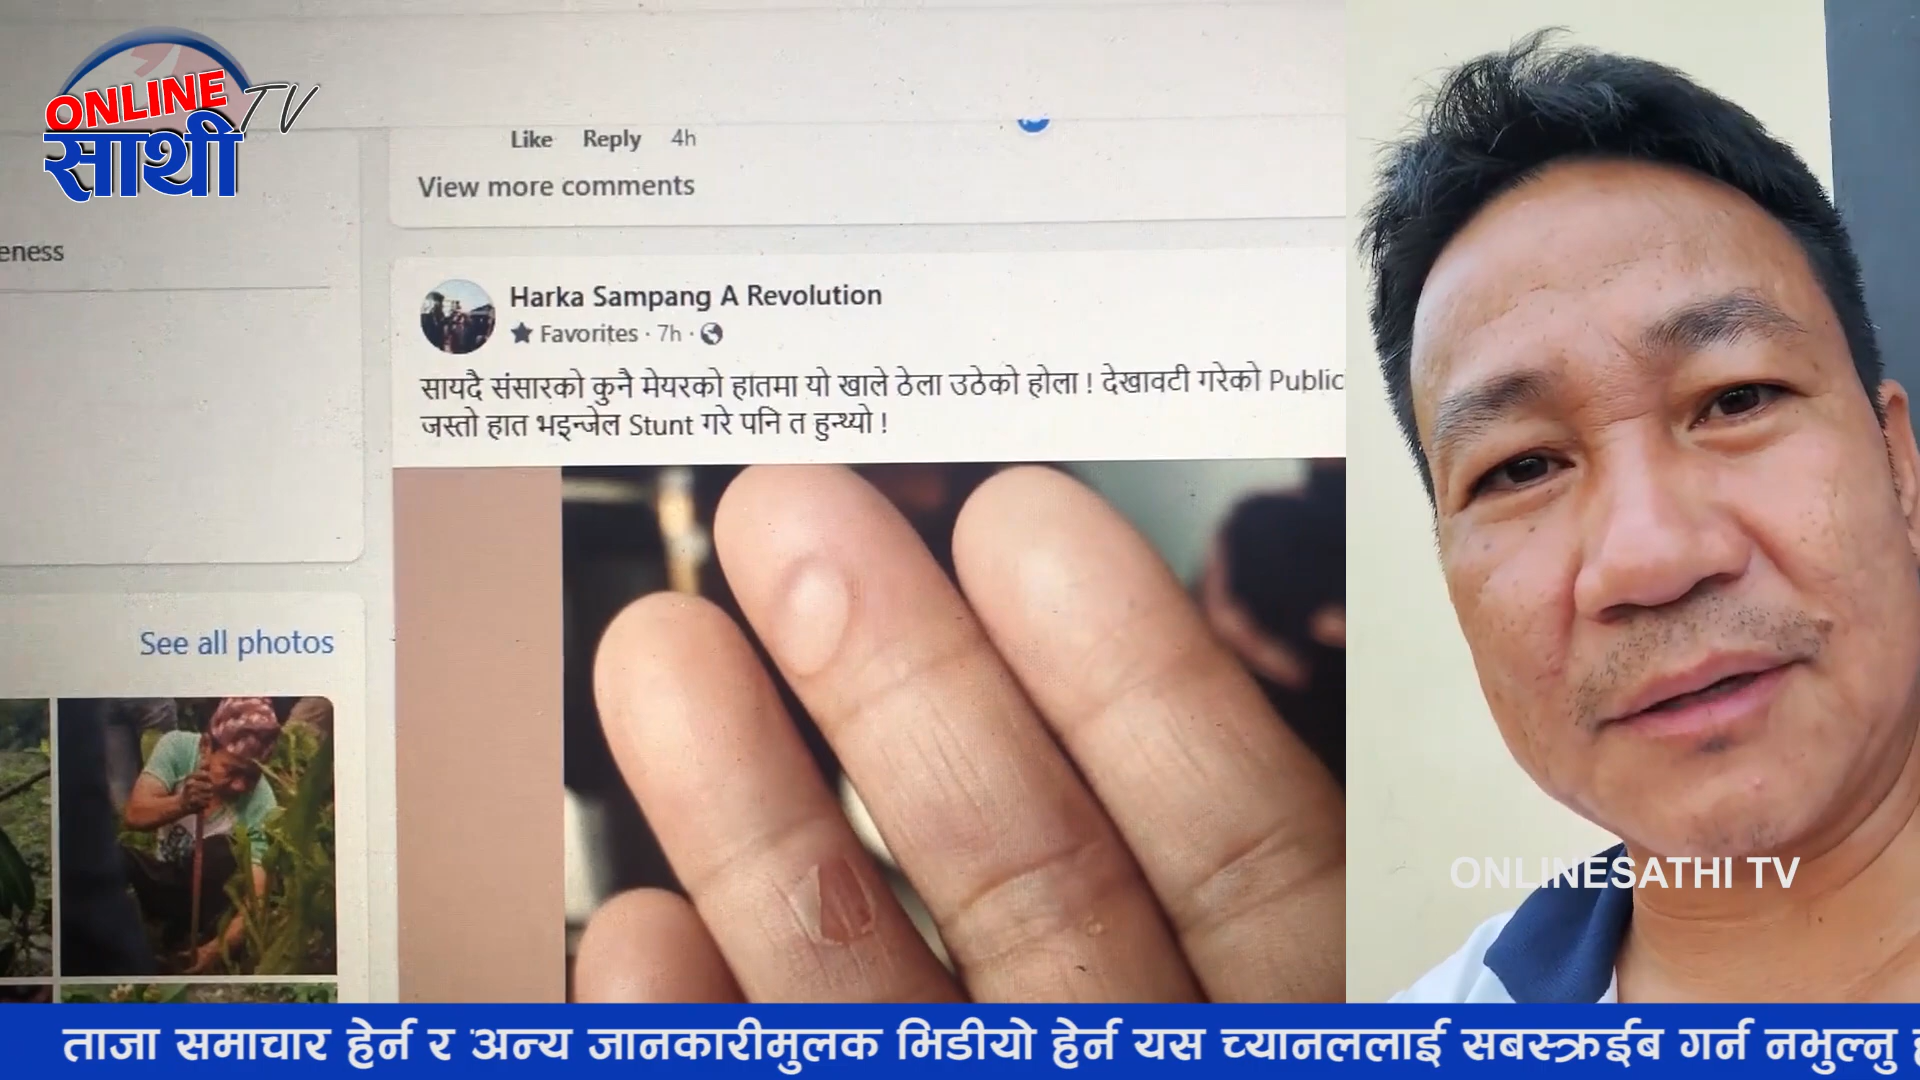 ONLINE TV
साथी
Like Reply 4h
View more comments
eness
Harka Sampang A Revolution
Favorites · 7h ·
सायदै संसारको कुनै मेयरको हातमा यो खाले ठेला उठेको होला ! देखावटी गरेको Public
जस्तो हात भइन्जेल Stunt गरे पनि त हुन्थ्यो !
See all photos
ONLINESATHI TV
ताजा समाचार हेर्न र अन्य जानकारीमुलक भिडीयो हेर्न यस च्यानललाई सबस्क्रईब गर्न नभुल्नु